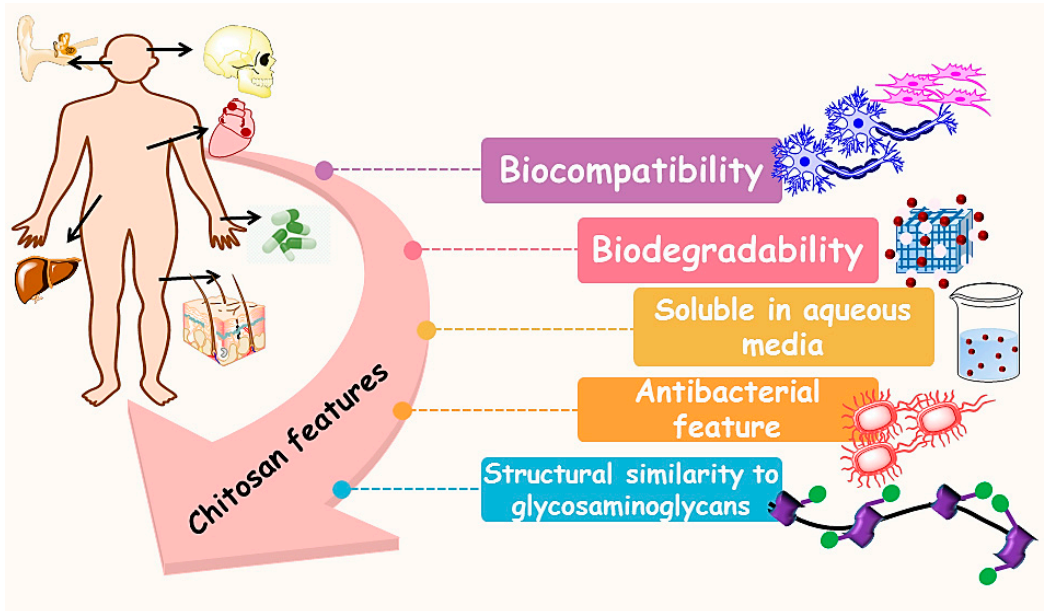 Biocompatibility
Biodegradability
Soluble in aqueous
media
Antibacterial
feature
Structural similarity to
glycosaminoglycans
Chitosan features